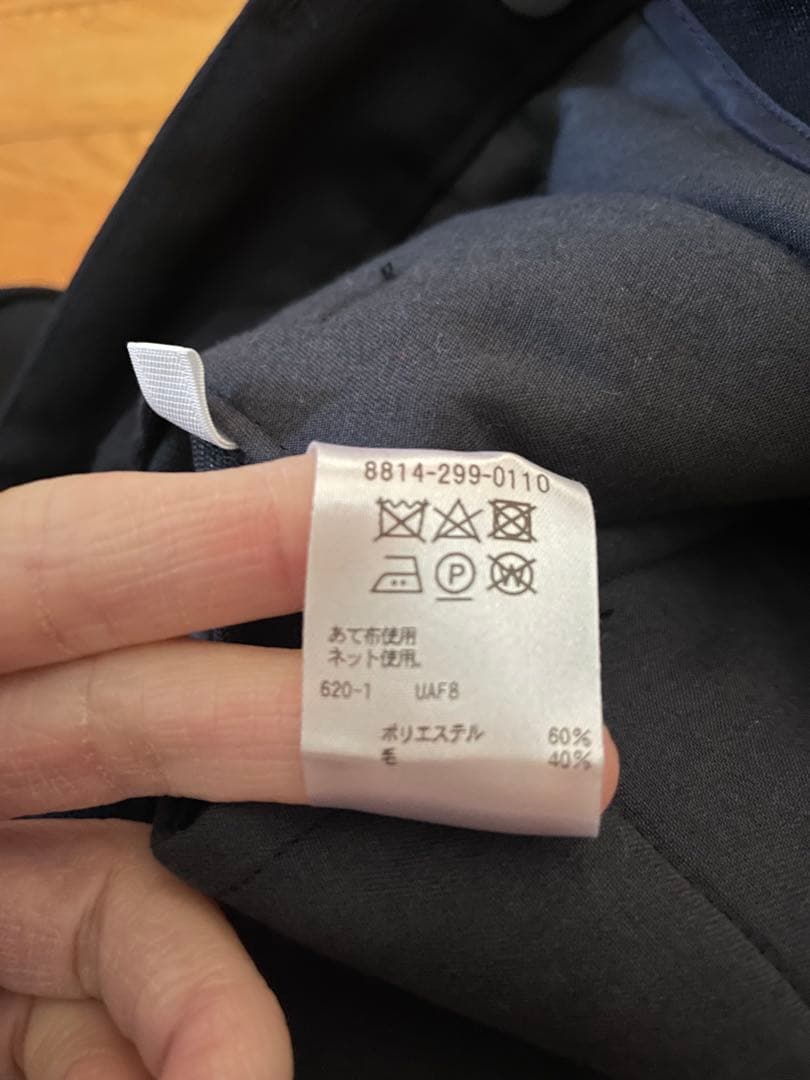 8814-299-0110
P W
あて布使用
ネット使用。
620-1 UAF8
ポリエステル 60%
毛 40%